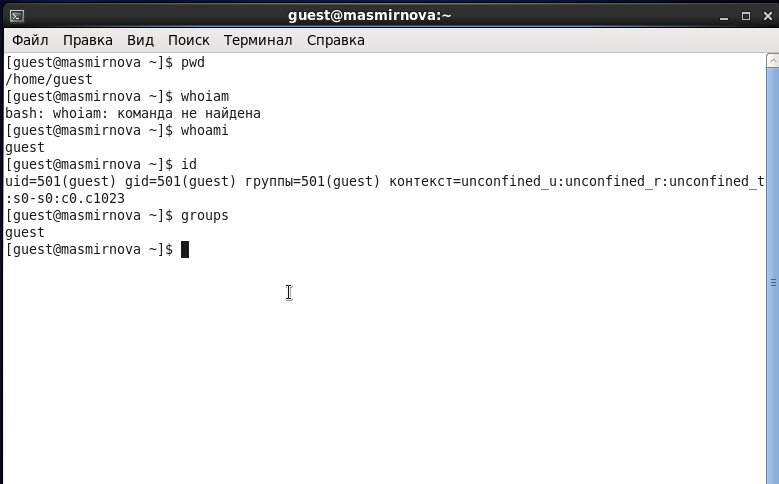 guest@masmirnova:~
Файл Правка Вид Поиск Терминал Справка
[guest@masmirnova ~]$ pwd
/home/guest
[guest@masmirnova ~]$ whoiam
bash: whoiam: команда не найдена
[guest@masmirnova ~]$ whoami
guest
[guest@masmirnova ~]$ id
uid=501(guest) gid=501(guest) группы=501(guest) контекст=unconfined_u:unconfined_r:unconfined_t
:s0-s0:c0.c1023
[guest@masmirnova ~]$ groups
guest
[guest@masmirnova ~]$